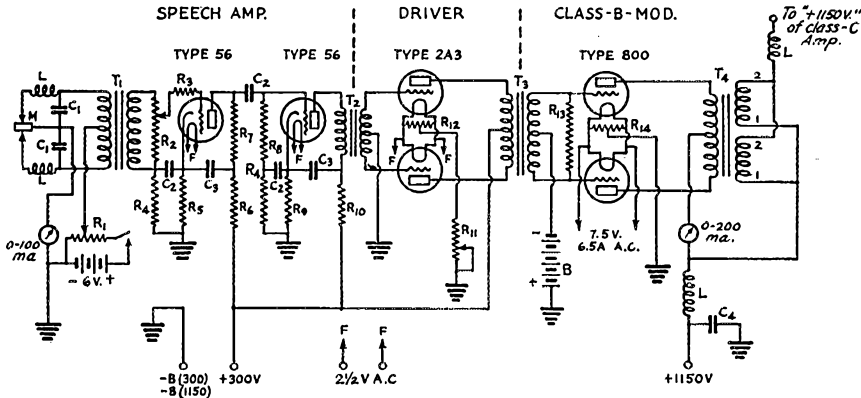 SPEECH AMP.
DRIVER
CLASS-B-MOD.
To "+1150V."
of class-C
Amp.
TYPE 56
TYPE 56
TYPE 2A3
TYPE 800
L
T1
R3
C2
T2
T3
T4
L
M
C1
C1
L
R2
F
R7
R8
F
C3
R12
F
F
R13
R14
2
1
2
1
C2
C3
R4
C2
R4
R5
R6
R9
R10
R11
R1
0-100
ma
- 6V. +
-
B
+
7.5 V.
6.5A A.C.
0-200
ma.
L
C4
F
F
-B (300)
-B (1150)
+300V
2½ V A.C
+1150V